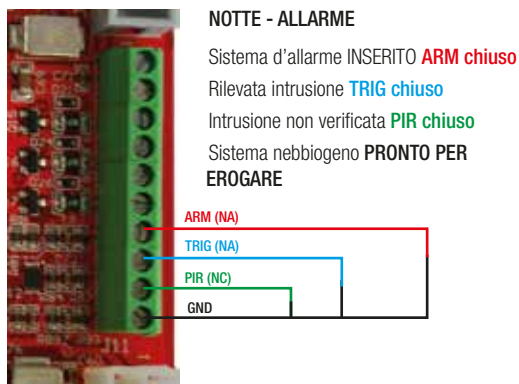 NOTTE - ALLARME
Sistema d'allarme INSERITO ARM chiuso
Rilevata intrusione TRIG chiuso
Intrusione non verificata PIR chiuso
Sistema nebbiogeno PRONTO PER
EROGARE
ARM (NA)
TRIG (NA)
PIR (NC)
GND
J11